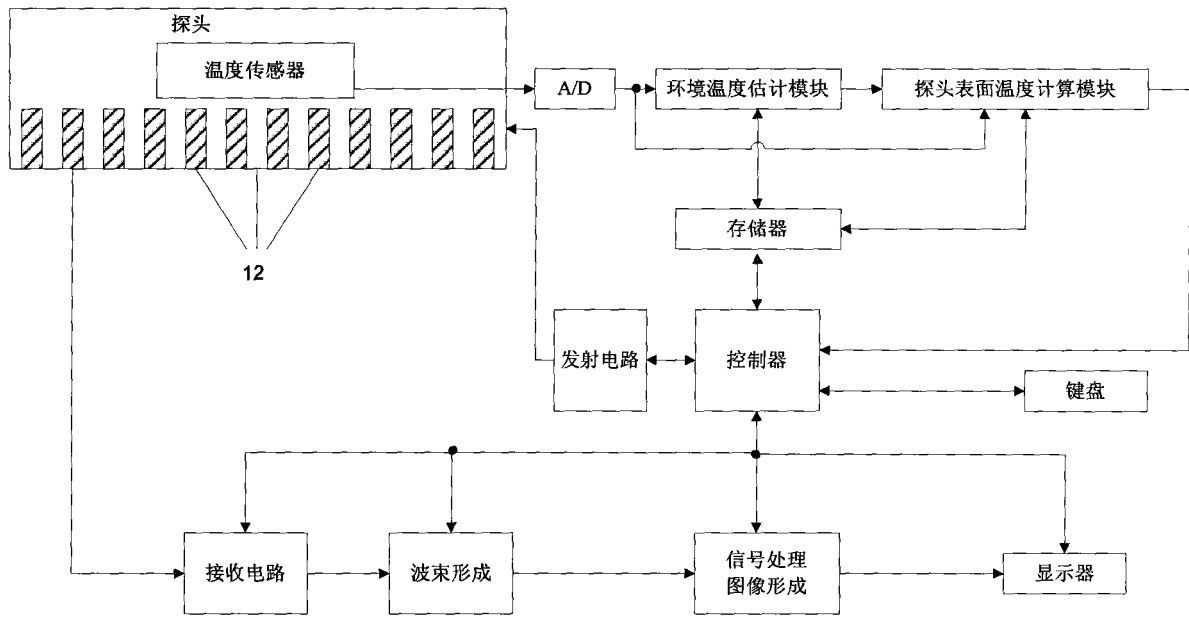 探头
温度传感器
A/D
环境温度估计模块
探头表面温度计算模块
12
存储器
发射电路
控制器
键盘
接收电路
波束形成
信号处理
图像形成
显示器